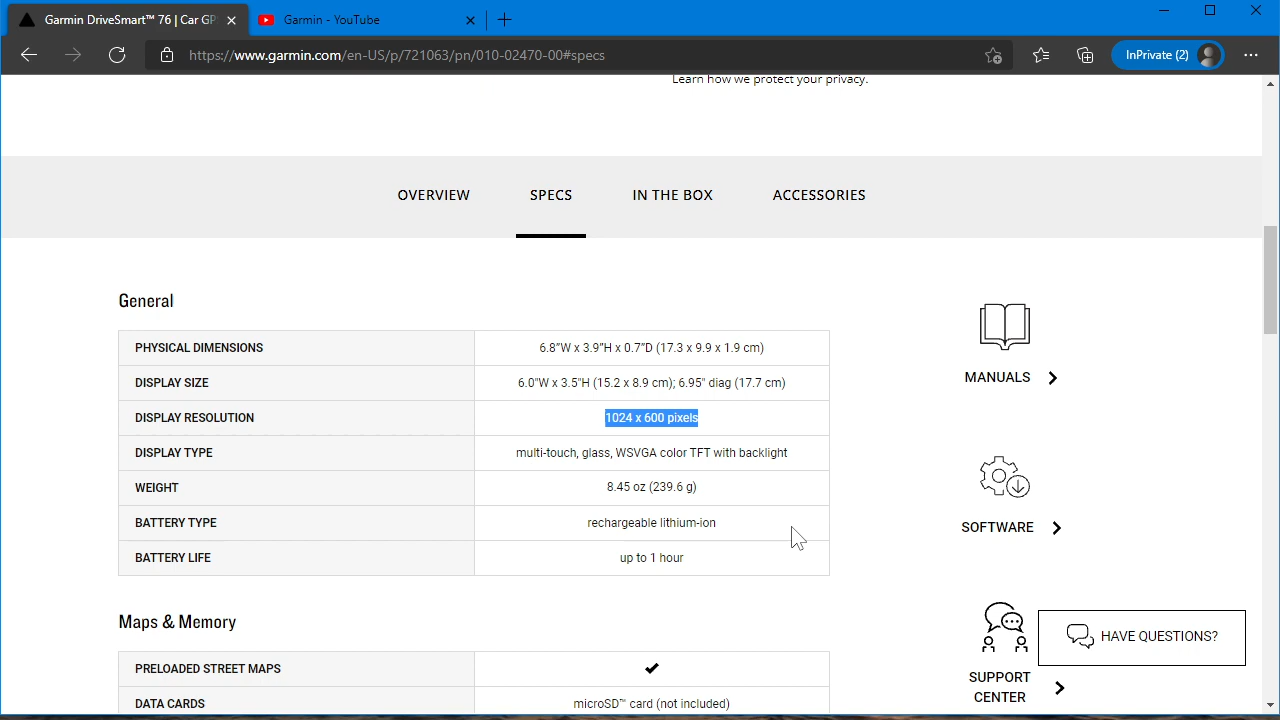 Garmin DriveSmart™ 76 | Car GP
Garmin - YouTube
https://www.garmin.com/en-US/p/721063/pn/010-02470-00#specs
InPrivate (2)
Learn how we protect your privacy.
OVERVIEW
SPECS
IN THE BOX
ACCESSORIES
General
PHYSICAL DIMENSIONS
6.8"W x 3.9"H x 0.7"D (17.3 x 9.9 x 1.9 cm)
DISPLAY SIZE
6.0"W x 3.5"H (15.2 x 8.9 cm); 6.95" diag (17.7 cm)
DISPLAY RESOLUTION
1024 x 600 pixels
DISPLAY TYPE
multi-touch, glass, WSVGA color TFT with backlight
WEIGHT
8.45 oz (239.6 g)
BATTERY TYPE
rechargeable lithium-ion
BATTERY LIFE
up to 1 hour
Maps & Memory
PRELOADED STREET MAPS
DATA CARDS
microSD™ card (not included)
MANUALS
SOFTWARE
SUPPORT
CENTER
HAVE QUESTIONS?